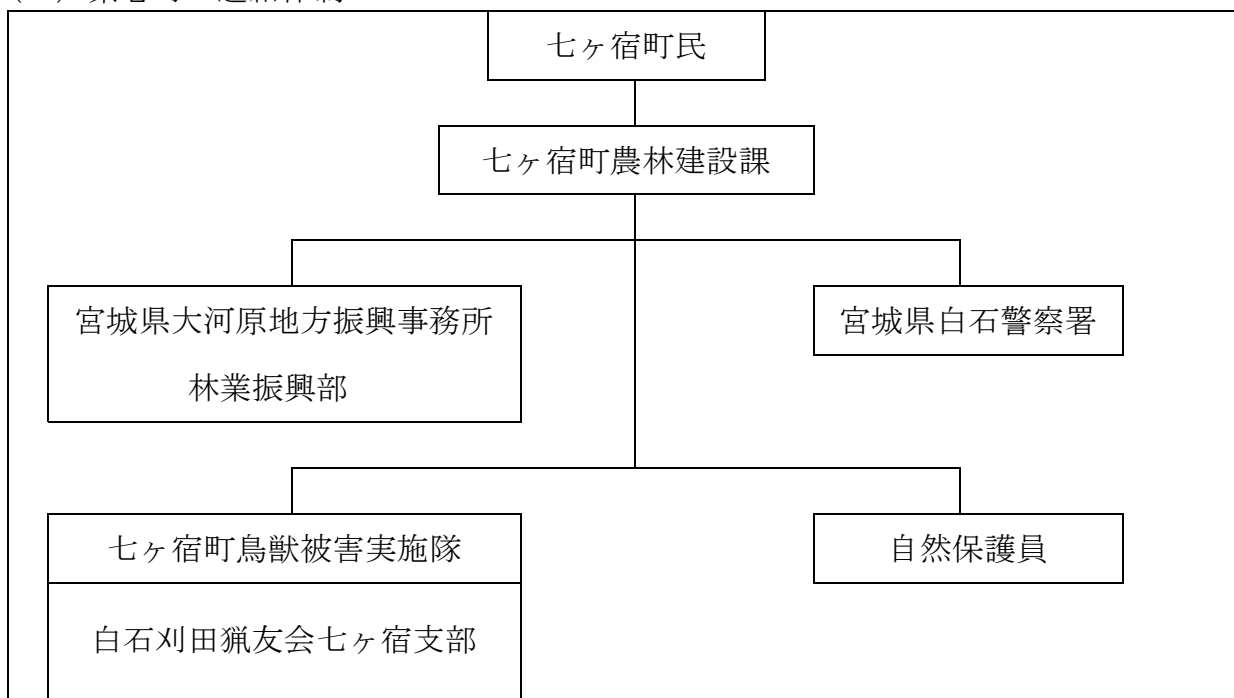 七ヶ宿町民
七ヶ宿町農林建設課
宮城県大河原地方振興事務所
林業振興部
宮城県白石警察署
七ヶ宿町鳥獣被害実施隊
自然保護員
白石刈田猟友会七ヶ宿支部